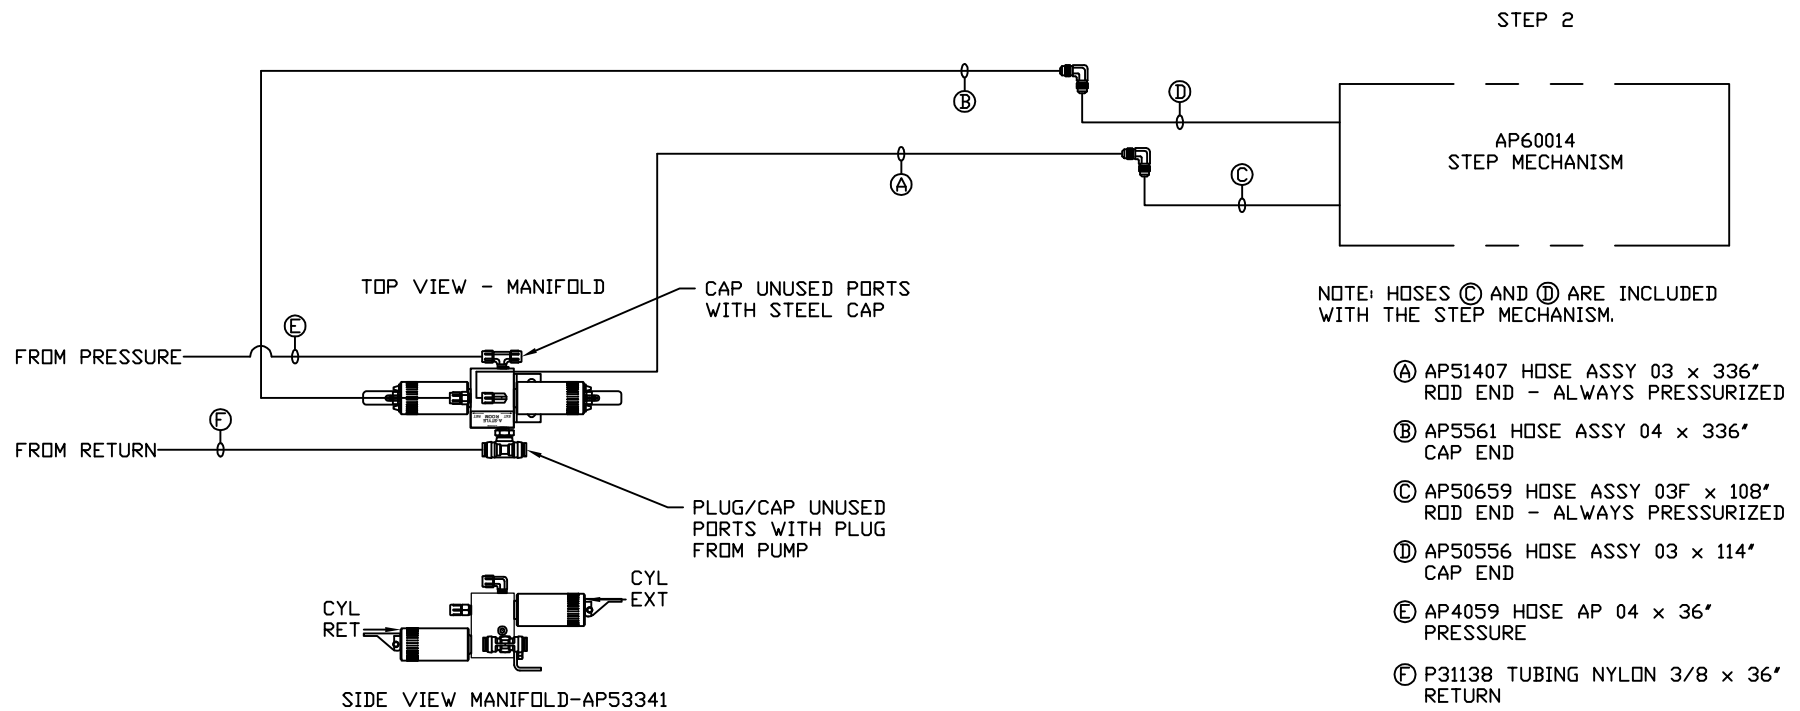 STEP 2
B
D
AP60014
STEP MECHANISM
A
C
TOP VIEW - MANIFOLD
CAP UNUSED PORTS
WITH STEEL CAP
NOTE: HOSES C AND D ARE INCLUDED
WITH THE STEP MECHANISM.
E
FROM PRESSURE
F
FROM RETURN
PLUG/CAP UNUSED
PORTS WITH PLUG
FROM PUMP
CYL
EXT
CYL
RET
SIDE VIEW MANIFOLD-AP53341
A AP51407 HOSE ASSY 03 x 336"
ROD END - ALWAYS PRESSURIZED
B AP5561 HOSE ASSY 04 x 336"
CAP END
C AP50659 HOSE ASSY 03F x 108"
ROD END - ALWAYS PRESSURIZED
D AP50556 HOSE ASSY 03 x 114"
CAP END
E AP4059 HOSE AP 04 x 36"
PRESSURE
F P31138 TUBING NYLON 3/8 x 36"
RETURN